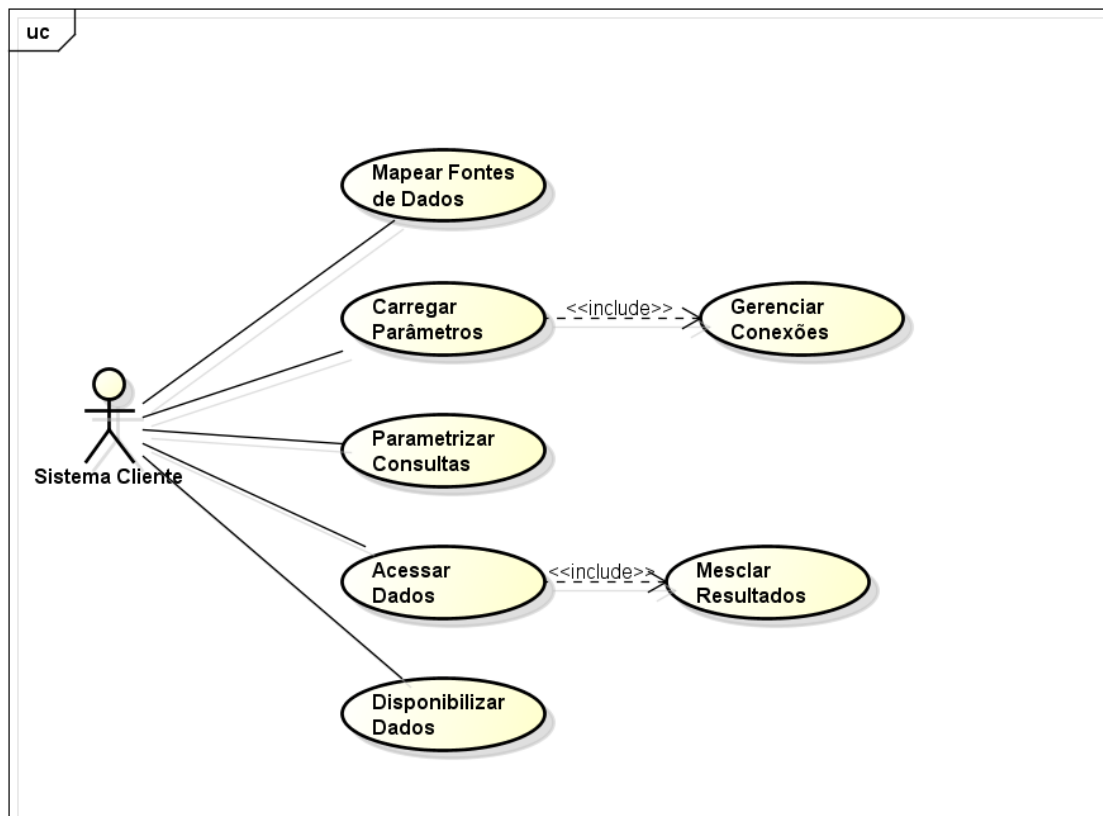 uc
Mapear Fontes
de Dados
Carregar
Parâmetros
<<include>>
Gerenciar
Conexões
Parametrizar
Consultas
Sistema Cliente
Acessar
Dados
<<include>>
Mesclar
Resultados
Disponibilizar
Dados